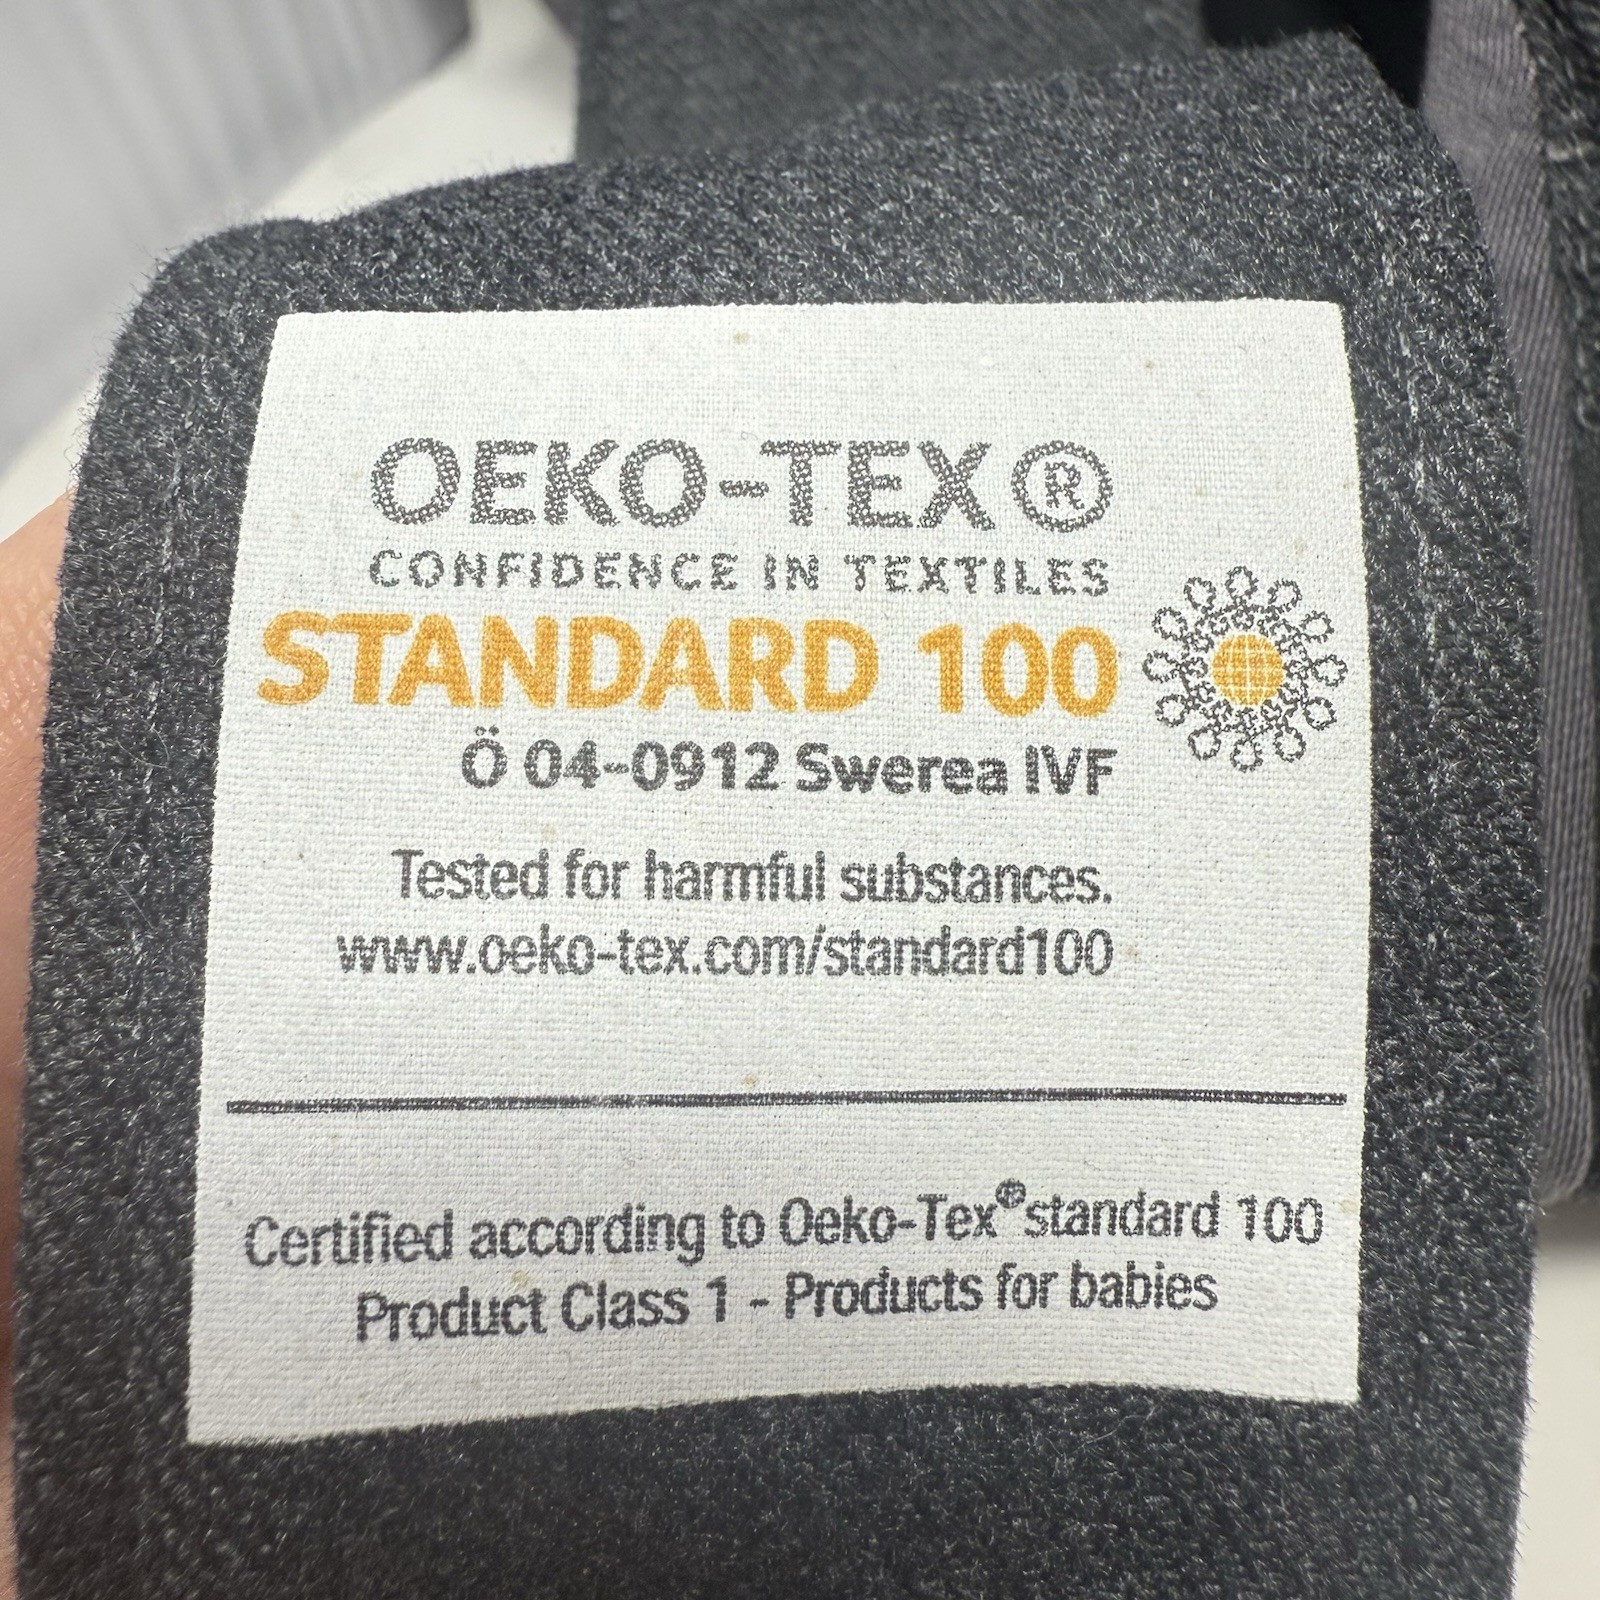 OEKO-TEX®
CONFIDENCE IN TEXTILES
STANDARD 100
Ö 04-0912 Swerea IVF
Tested for harmful substances.
www.oeko-tex.com/standard100
Certified according to Oeko-Tex® standard 100
Product Class 1 - Products for babies